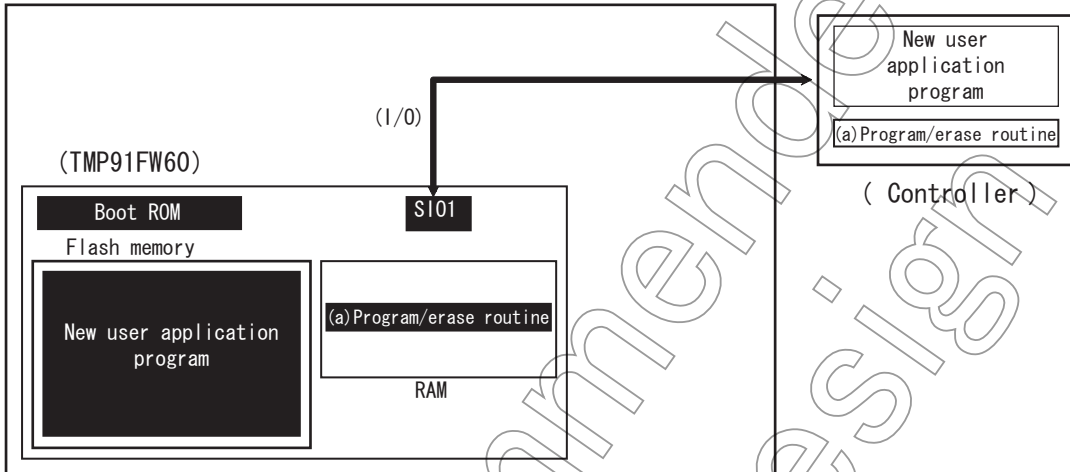 New user
application
program
(I/O)
(a)Program/erase routine
(TMP91FW60)
( Controller )
Boot ROM
SIO1
Flash memory
New user application
program
(a)Program/erase routine
RAM